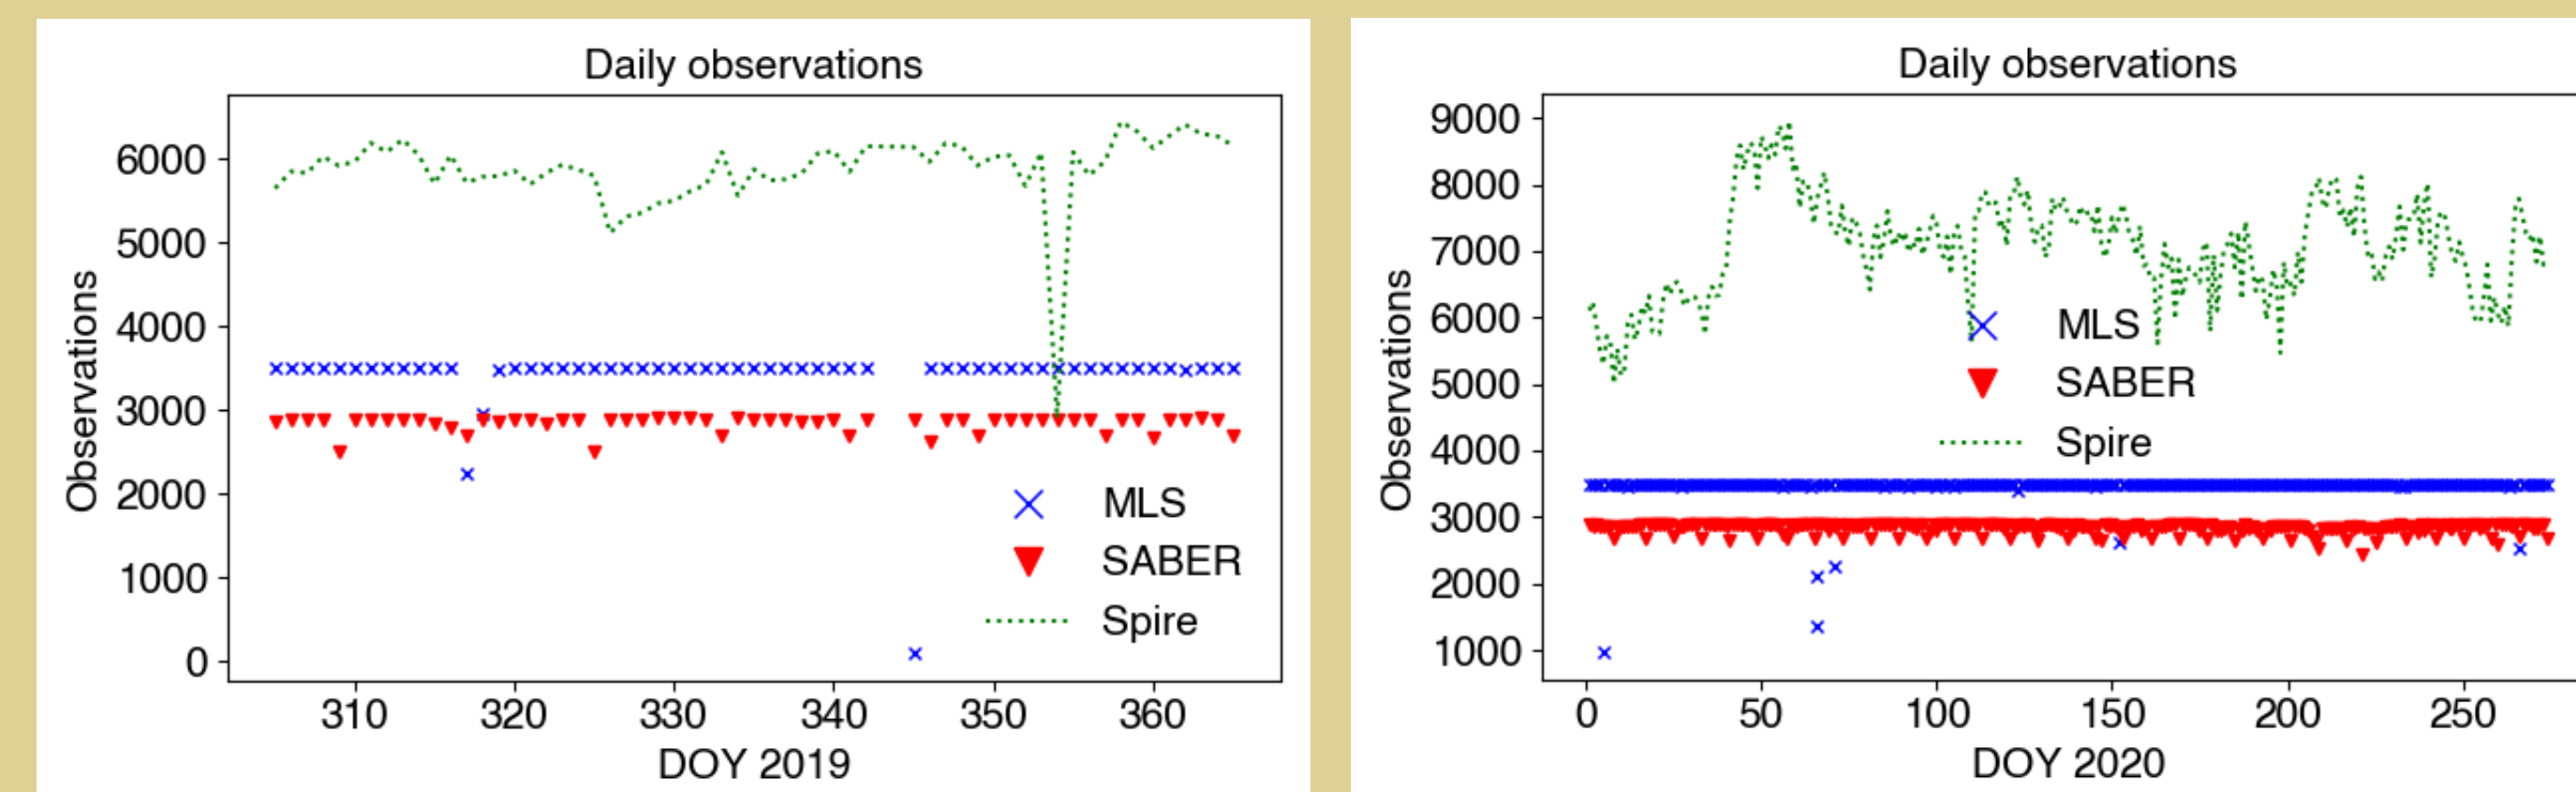 Daily observations
6000
5000
4000
3000
2000
1000
0
Observations
MLS
SABER
Spire
310 320 330 340 350 360
DOY 2019
Daily observations
9000
8000
7000
6000
5000
4000
3000
2000
1000
Observations
MLS
SABER
Spire
0 50 100 150 200 250
DOY 2020